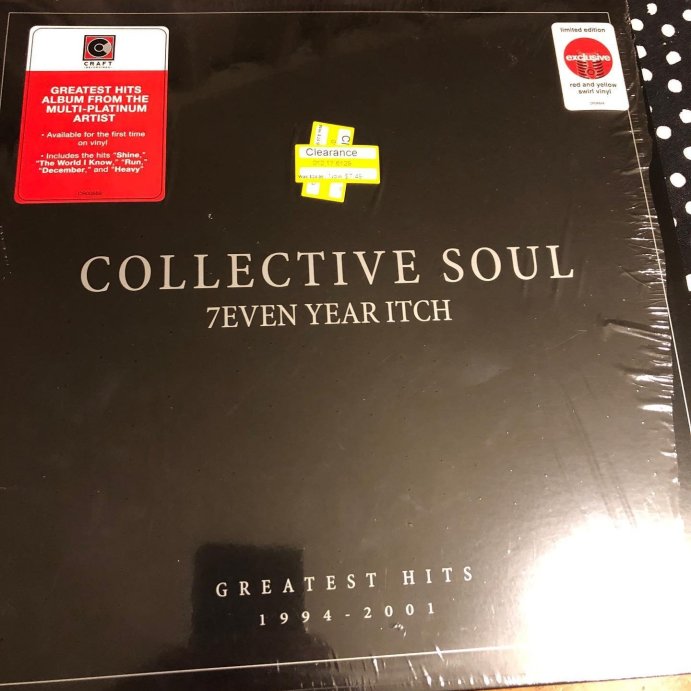 CRAFT
RECORDINGS
GREATEST HITS
ALBUM FROM THE
MULTI-PLATINUM
ARTIST
• Available for the first time
on vinyl
• Includes the hits "Shine,"
"The World I Know," "Run,"
"December," and "Heavy"
limited edition
exclusive
red and yellow
swirl vinyl
Clearance
COLLECTIVE SOUL
7EVEN YEAR ITCH
GREATEST HITS
1994-2001